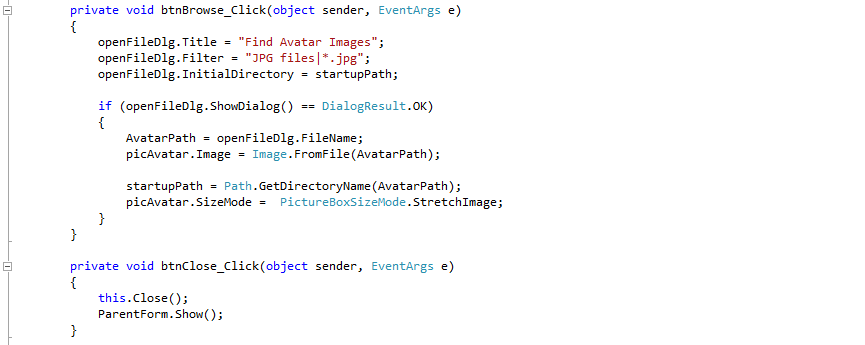 private void btnBrowse_Click(object sender, EventArgs e)
{
openFileDlg.Title = "Find Avatar Images";
openFileDlg.Filter = "JPG files|*.jpg";
openFileDlg.InitialDirectory = startupPath;
if (openFileDlg.ShowDialog() == DialogResult.OK)
{
AvatarPath = openFileDlg.FileName;
picAvatar.Image = Image.FromFile(AvatarPath);
startupPath = Path.GetDirectoryName(AvatarPath);
picAvatar.SizeMode =  PictureBoxSizeMode.StretchImage;
}
}
private void btnClose_Click(object sender, EventArgs e)
{
this.Close();
ParentForm.Show();
}